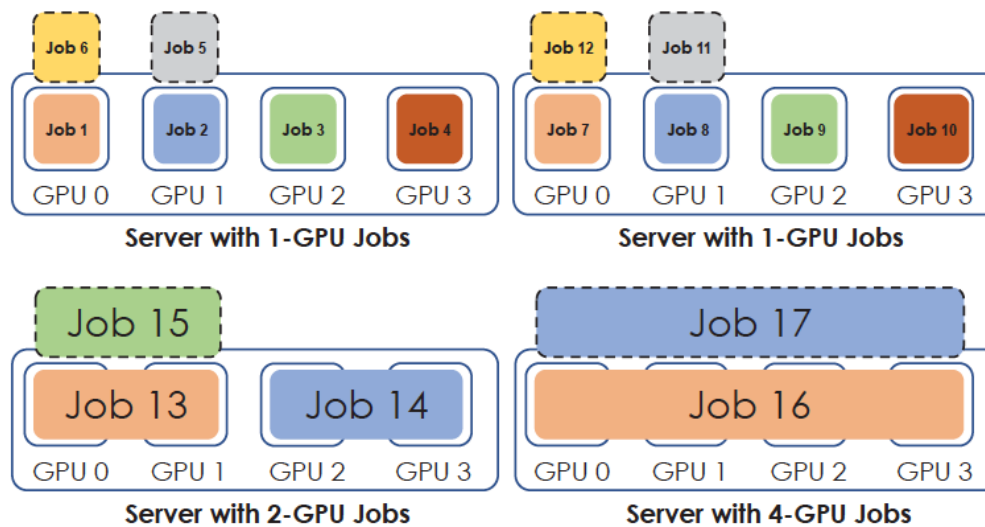 Job 6 Job 5 Job 12 Job 11
Job 1 Job 2 Job 3 Job 4 Job 7 Job 8 Job 9 Job 10
GPU 0 GPU 1 GPU 2 GPU 3 GPU 0 GPU 1 GPU 2 GPU 3
Server with 1-GPU Jobs Server with 1-GPU Jobs
Job 15 Job 17
Job 13 Job 14 Job 16
GPU 0 GPU 1 GPU 2 GPU 3 GPU 0 GPU 1 GPU 2 GPU 3
Server with 2-GPU Jobs Server with 4-GPU Jobs